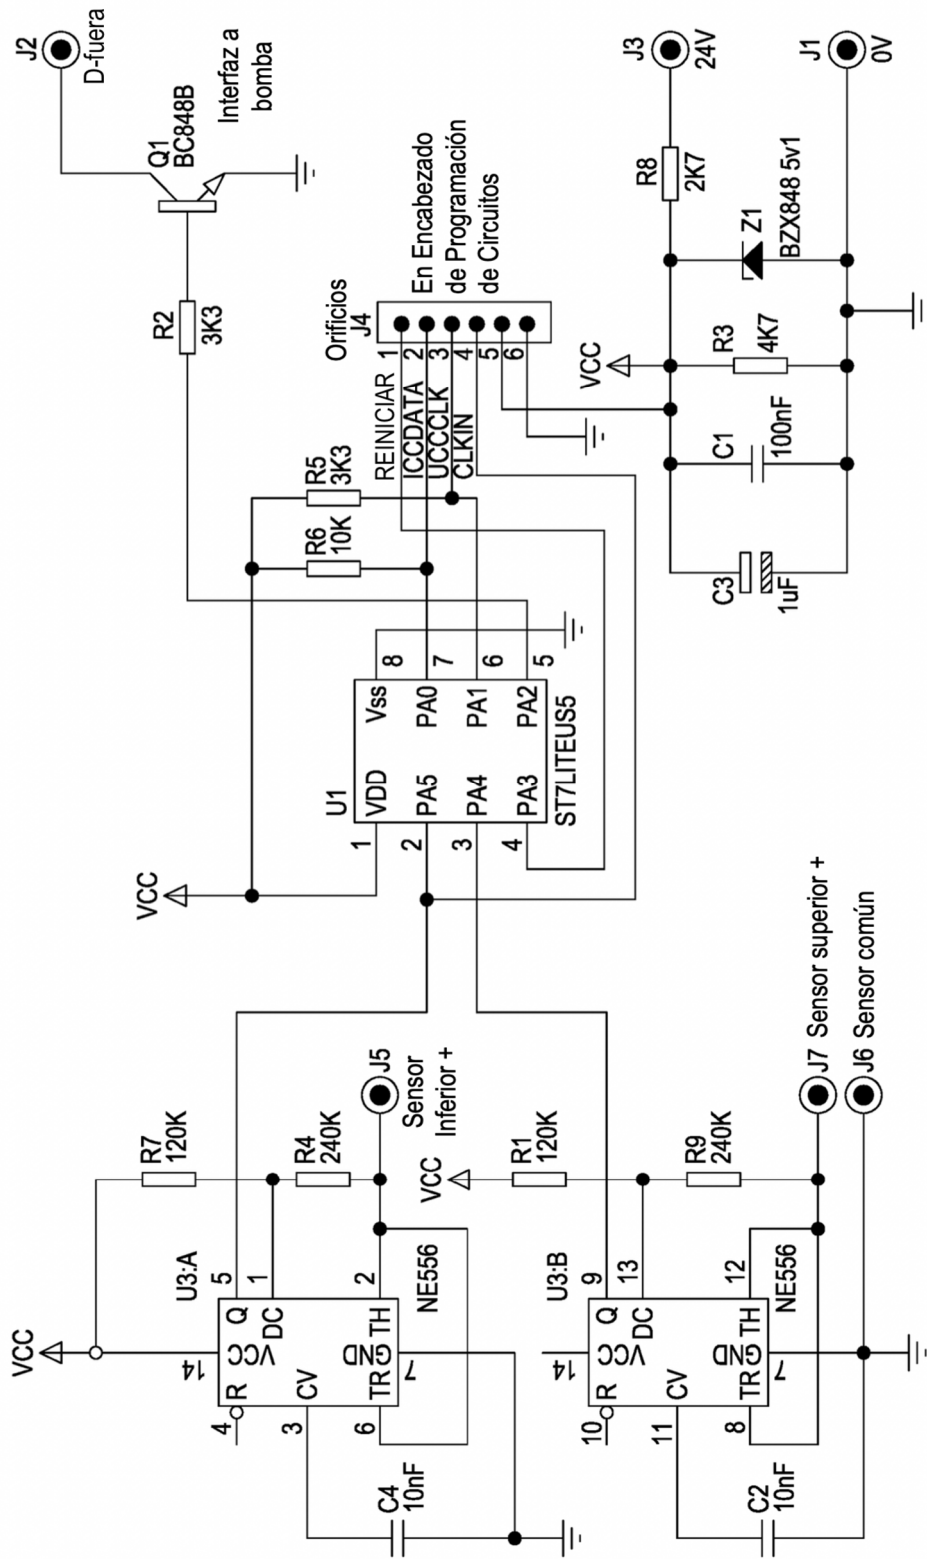 J2
D-fuera
Q1
BC848B
Interfaz a
bomba
J3
24V
J1
0V
R8
2K7
Z1
BZX848 5v1
R3
4K7
VCC
C1
100nF
C3
1uF
R2
3K3
Orificios
J4
En Encabezado
de Programación
de Circuitos
1
2
3
4
5
6
REINICIAR
ICCDATA
UCCCLK
CLKIN
R5
3K3
R6
10K
VCC
U1
VDD
PA5
PA4
PA3
Vss
PA0
PA1
PA2
1
2
3
4
8
7
6
5
ST7LITEUS5
VCC
R7
120K
R4
240K
J5
Sensor
Inferior +
U3:A
5
1
2
14
4
3
6
7
Q
DC
TH
VCC
GND
R
CV
TR
NE556
C4
10nF
VCC
R1
120K
R9
240K
J7 Sensor superior +
J6 Sensor común
U3:B
9
13
12
14
10
11
8
7
Q
DC
TH
VCC
GND
R
CV
TR
NE556
C2
10nF